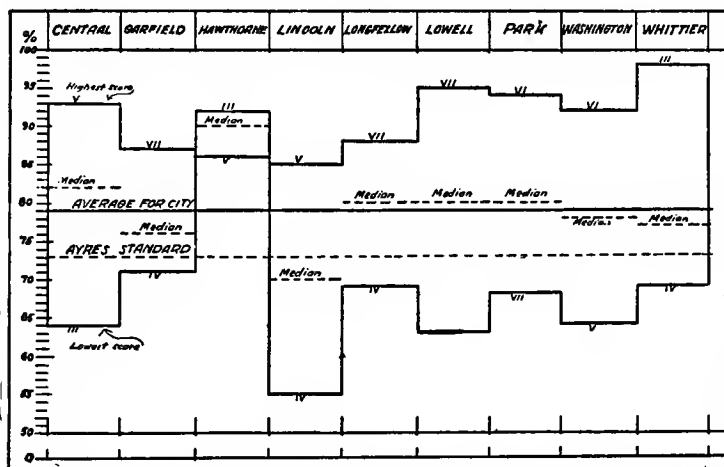 % CENTRAL GARFIELD HAWTHORNE LINCOLN LONGFELLOW LOWELL PARK WASHINGTON WHITTIER
100
III
95 Highest score VII VI
V III VI
90 Median
VII VII
85 V V
Median
80 Median Median Median
AVERAGE FOR CITY
Median Median
75
AYRES STANDARD
70 IV Median IV IV
VII
65 V
III
Lowest score
60
55
IV
50
0